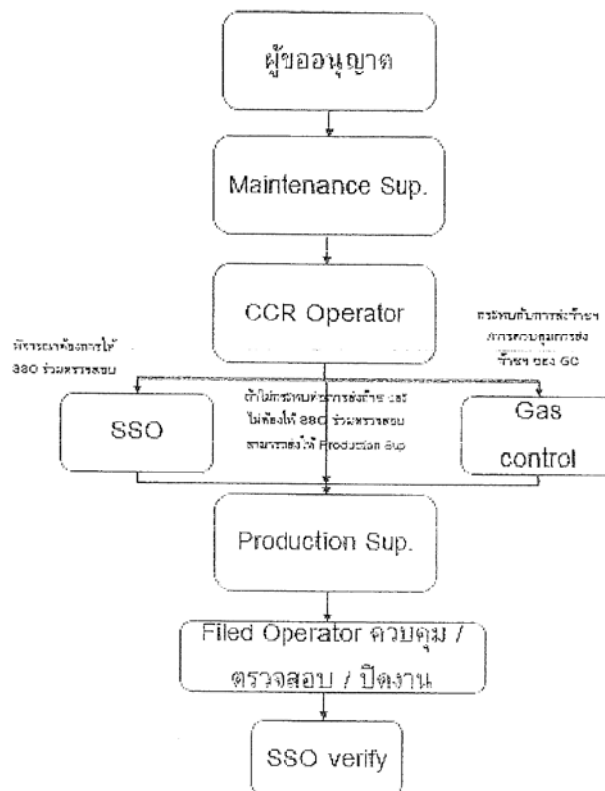 ผู้ขออนุญาต
Maintenance Sup.
CCR Operator
พิจารณาต้องการให้
SSO ร่วมตรวจสอบ
กระทบกับการส่งก๊าซฯ
การควบคุมการส่ง
ก๊าซฯ ของ GC
SSO
ถ้าไม่กระทบต่อการส่งก๊าซ และ
ไม่ต้องให้ SSO ร่วมตรวจสอบ
สามารถส่งให้ Production Sup
Gas
control
Production Sup.
Filed Operator ควบคุม /
ตรวจสอบ / ปิดงาน
SSO verify